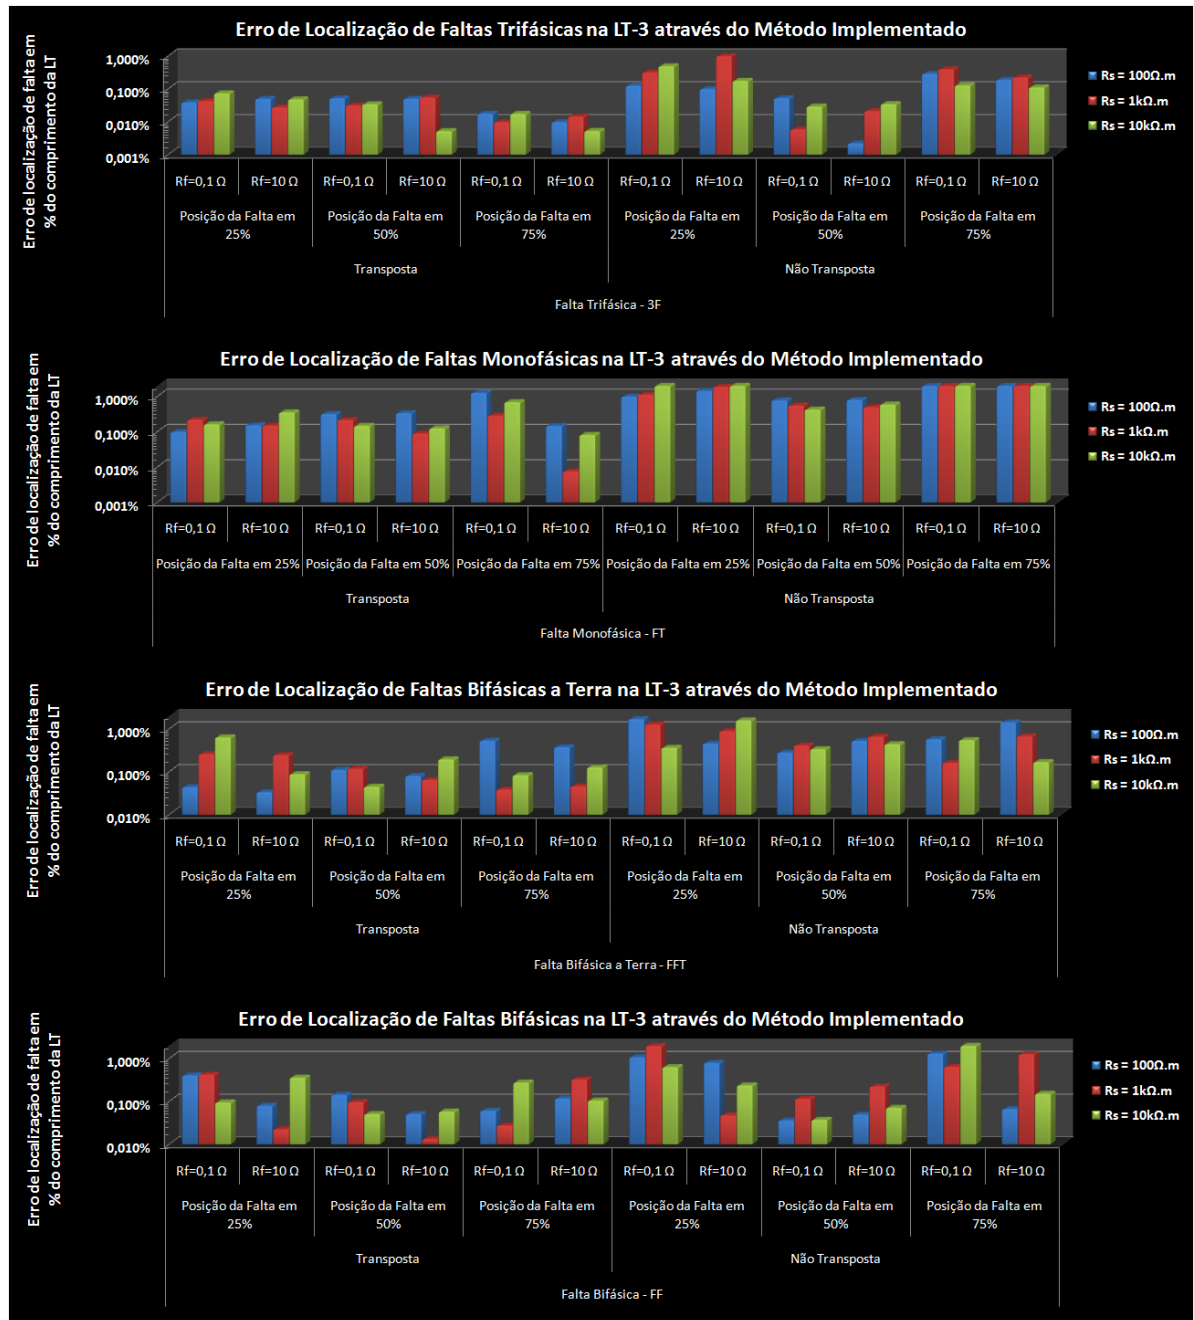 Erro de Localização de Faltas Trifásicas na LT-3 através do Método Implementado
Erro de localização de falta em
% do comprimento da LT
1,000%
0,100%
0,010%
0,001%
Rs = 100Ω.m
Rs = 1kΩ.m
Rs = 10kΩ.m
Rf=0,1 Ω Rf=10 Ω Rf=0,1 Ω Rf=10 Ω Rf=0,1 Ω Rf=10 Ω Rf=0,1 Ω Rf=10 Ω Rf=0,1 Ω Rf=10 Ω Rf=0,1 Ω Rf=10 Ω
Posição da Falta em Posição da Falta em Posição da Falta em Posição da Falta em Posição da Falta em Posição da Falta em
25% 50% 75% 25% 50% 75%
Transposta Não Transposta
Falta Trifásica - 3F
Erro de Localização de Faltas Monofásicas na LT-3 através do Método Implementado
Erro de localização de falta em
% do comprimento da LT
1,000%
0,100%
0,010%
0,001%
Rs = 100Ω.m
Rs = 1kΩ.m
Rs = 10kΩ.m
Rf=0,1 Ω Rf=10 Ω Rf=0,1 Ω Rf=10 Ω Rf=0,1 Ω Rf=10 Ω Rf=0,1 Ω Rf=10 Ω Rf=0,1 Ω Rf=10 Ω Rf=0,1 Ω Rf=10 Ω
Posição da Falta em 25% Posição da Falta em 50% Posição da Falta em 75% Posição da Falta em 25% Posição da Falta em 50% Posição da Falta em 75%
Transposta Não Transposta
Falta Monofásica - FT
Erro de Localização de Faltas Bifásicas a Terra na LT-3 através do Método Implementado
Erro de localização de falta em
% do comprimento da LT
1,000%
0,100%
0,010%
Rs = 100Ω.m
Rs = 1kΩ.m
Rs = 10kΩ.m
Rf=0,1 Ω Rf=10 Ω Rf=0,1 Ω Rf=10 Ω Rf=0,1 Ω Rf=10 Ω Rf=0,1 Ω Rf=10 Ω Rf=0,1 Ω Rf=10 Ω Rf=0,1 Ω Rf=10 Ω
Posição da Falta em Posição da Falta em Posição da Falta em Posição da Falta em Posição da Falta em Posição da Falta em
25% 50% 75% 25% 50% 75%
Transposta Não Transposta
Falta Bifásica a Terra - FFT
Erro de Localização de Faltas Bifásicas na LT-3 através do Método Implementado
Erro de localização de falta em
% do comprimento da LT
1,000%
0,100%
0,010%
Rs = 100Ω.m
Rs = 1kΩ.m
Rs = 10kΩ.m
Rf=0,1 Ω Rf=10 Ω Rf=0,1 Ω Rf=10 Ω Rf=0,1 Ω Rf=10 Ω Rf=0,1 Ω Rf=10 Ω Rf=0,1 Ω Rf=10 Ω Rf=0,1 Ω Rf=10 Ω
Posição da Falta em Posição da Falta em Posição da Falta em Posição da Falta em Posição da Falta em Posição da Falta em
25% 50% 75% 25% 50% 75%
Transposta Não Transposta
Falta Bifásica - FF